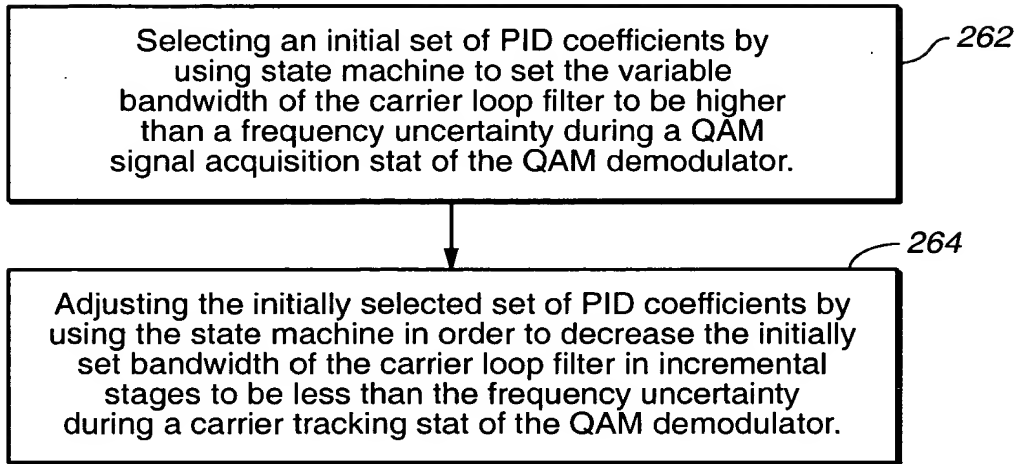 Selecting an initial set of PID coefficients by
using state machine to set the variable
bandwidth of the carrier loop filter to be higher
than a frequency uncertainty during a QAM
signal acquisition stat of the QAM demodulator.
262
264
Adjusting the initially selected set of PID coefficients by
using the state machine in order to decrease the initially
set bandwidth of the carrier loop filter in incremental
stages to be less than the frequency uncertainty
during a carrier tracking stat of the QAM demodulator.